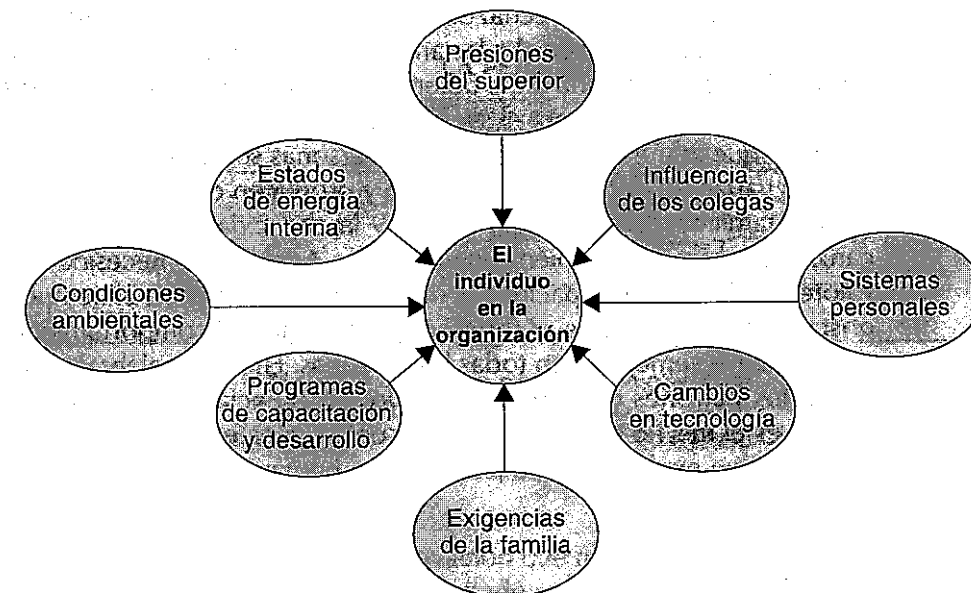 Presiones
del superior
Estados
de energía
interna
Influencia
de los colegas
El
individuo
en la
organización
Condiciones
ambientales
Sistemas
personales
Programas
de capacitación
y desarrollo
Cambios
en tecnología
Exigencias
de la familia